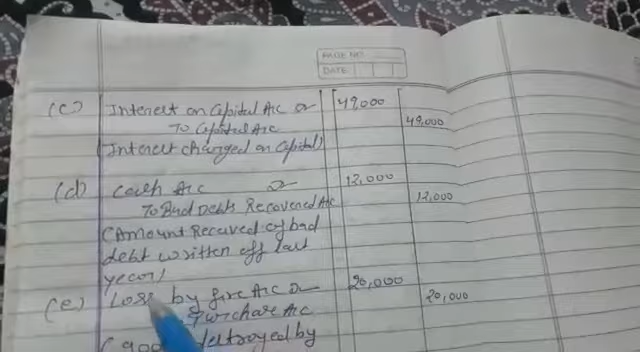 PAGE NO.
DATE
(c) Interest on Capital A/c Dr 49,000
To Capital A/c 49,000
(Interest charged on Capital)
(d) Cash A/c Dr 12,000
To Bad Debts Recovered A/c 12,000
(Amount Received of bad
debt written off last
year)
(e) Loss by fire A/c Dr 20,000
Purchase A/c 20,000
destroyed by